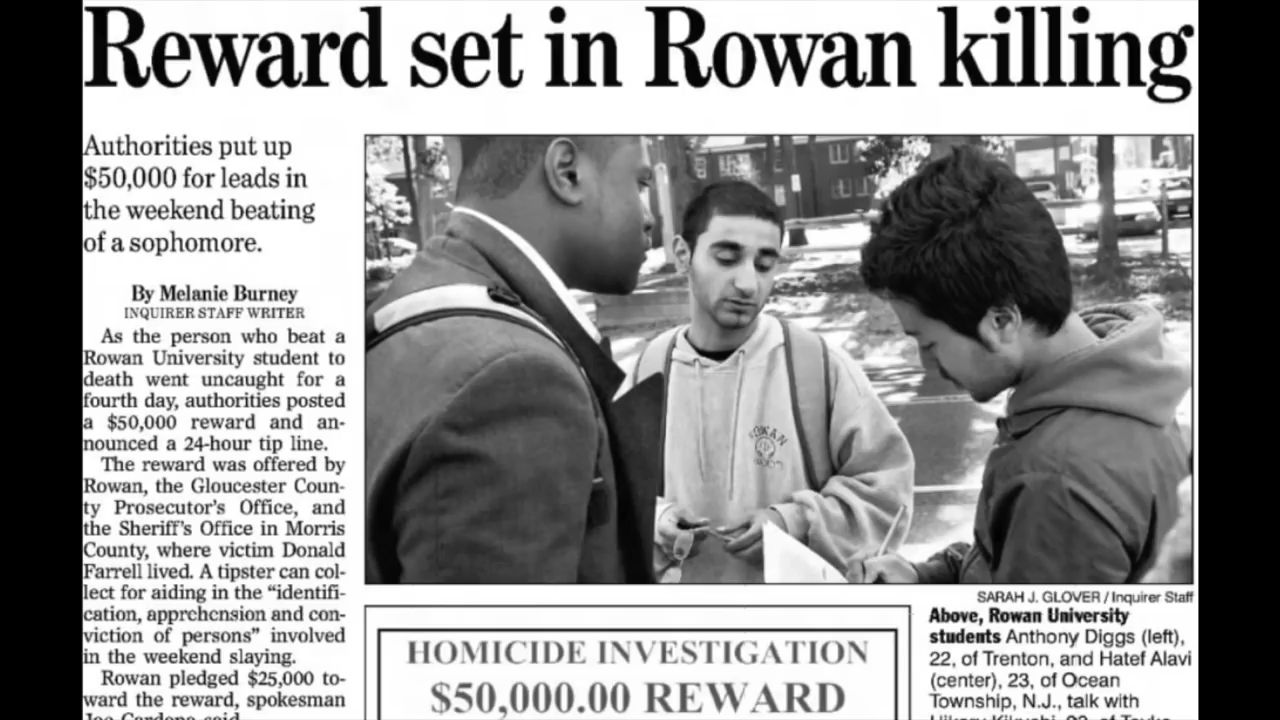 Reward set in Rowan killing
Authorities put up
$50,000 for leads in
the weekend beating
of a sophomore.
By Melanie Burney
INQUIRER STAFF WRITER
As the person who beat a
Rowan University student to
death went uncaught for a
fourth day, authorities posted
a $50,000 reward and an-
nounced a 24-hour tip line.
The reward was offered by
Rowan, the Gloucester Coun-
ty Prosecutor's Office, and
the Sheriff's Office in Morris
County, where victim Donald
Farrell lived. A tipster can col-
lect for aiding in the “identifi-
cation, apprehension and con-
viction of persons” involved
in the weekend slaying.
Rowan pledged $25,000 to-
ward the reward, spokesman
Joe Cardona said
ROWAN
SARAH J. GLOVER / Inquirer Staff
HOMICIDE INVESTIGATION
$50,000.00 REWARD
Above, Rowan University
students Anthony Diggs (left),
22, of Trenton, and Hatef Alavi
(center), 23, of Ocean
Township, N.J., talk with